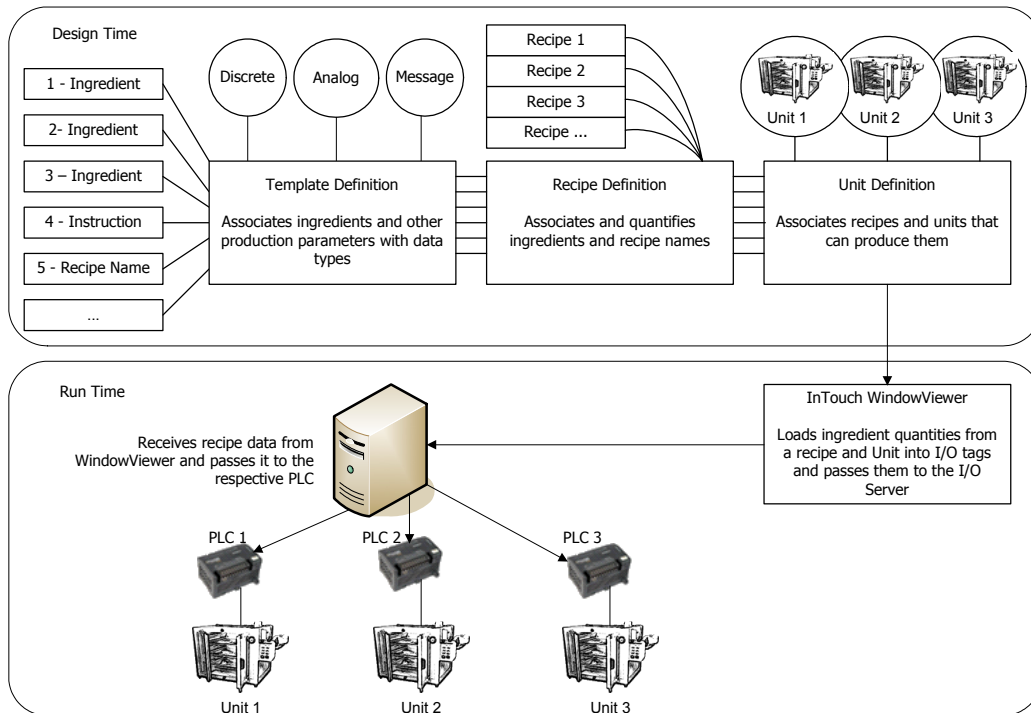 Design Time
1 - Ingredient
2- Ingredient
3 – Ingredient
4 - Instruction
5 - Recipe Name
...
Discrete
Analog
Message
Recipe 1
Recipe 2
Recipe 3
Recipe ...
Unit 1
Unit 2
Unit 3
Template Definition
Associates ingredients and other
production parameters with data
types
Recipe Definition
Associates and quantifies
ingredients and recipe names
Unit Definition
Associates recipes and units that
can produce them
Run Time
InTouch WindowViewer
Loads ingredient quantities from
a recipe and Unit into I/O tags
and passes them to the I/O
Server
Receives recipe data from
WindowViewer and passes it to the
respective PLC
PLC 1
PLC 2
PLC 3
Unit 1
Unit 2
Unit 3